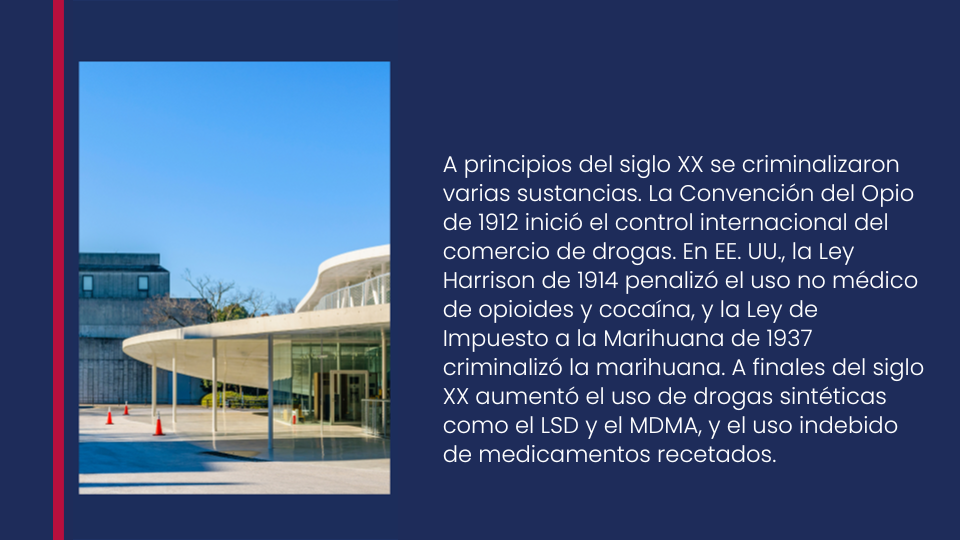 A principios del siglo XX se criminalizaron
varias sustancias. La Convención del Opio
de 1912 inició el control internacional del
comercio de drogas. En EE. UU., la Ley
Harrison de 1914 penalizó el uso no médico
de opioides y cocaína, y la Ley de
Impuesto a la Marihuana de 1937
criminalizó la marihuana. A finales del siglo
XX aumentó el uso de drogas sintéticas
como el LSD y el MDMA, y el uso indebido
de medicamentos recetados.